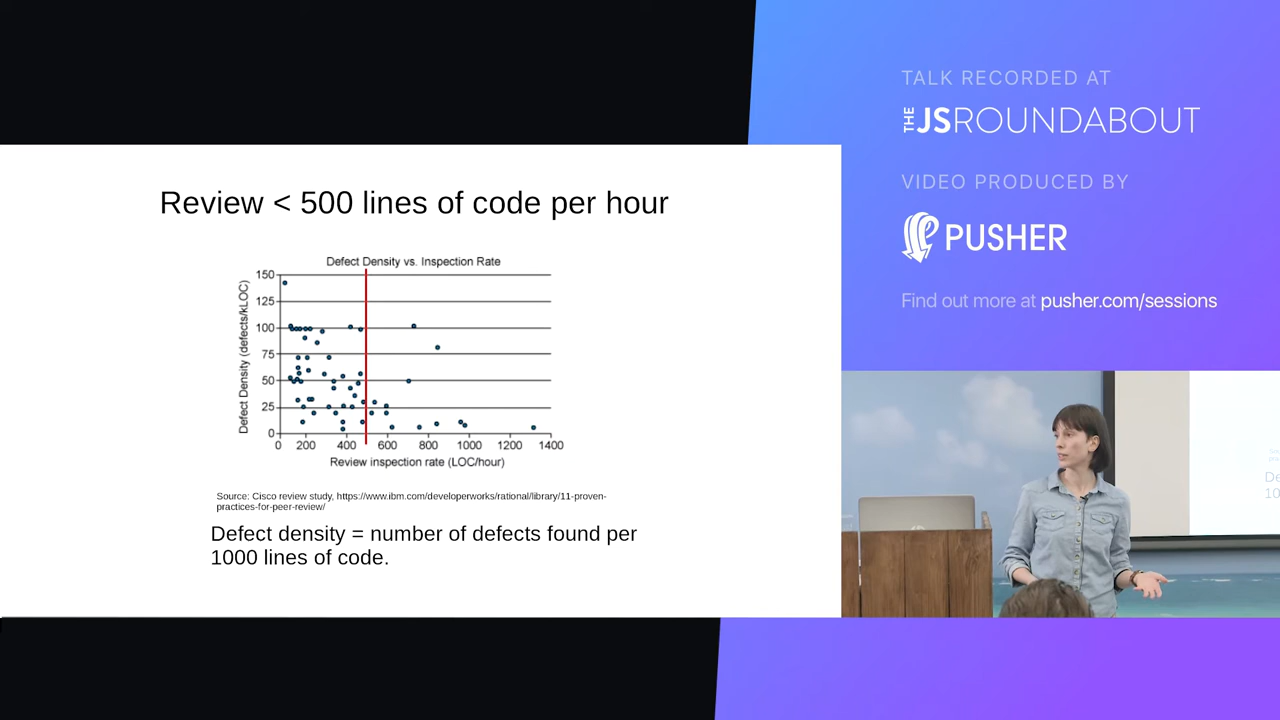 TALK RECORDED AT
THE JSROUNDABOUT
VIDEO PRODUCED BY
PUSHER
Find out more at pusher.com/sessions
Review < 500 lines of code per hour
Defect Density vs. Inspection Rate
Defect Density (defects/kLOC)
150
125
100
75
50
25
0
0 200 400 600 800 1000 1200 1400
Review inspection rate (LOC/hour)
Source: Cisco review study, https://www.ibm.com/developerworks/rational/library/11-proven-
practices-for-peer-review/
Defect density = number of defects found per
1000 lines of code.
De
10